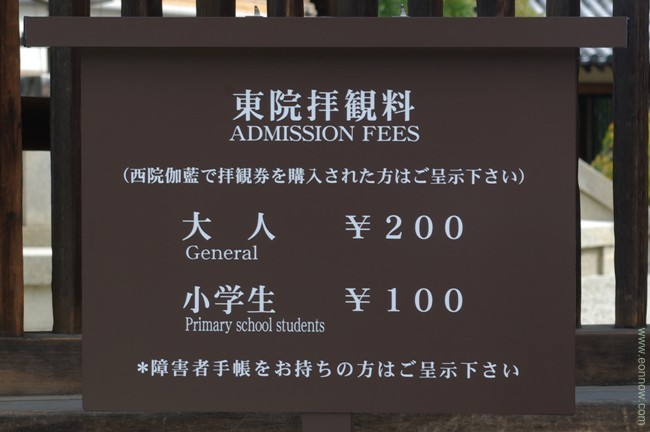 東院拝観料
ADMISSION FEES
（西院伽藍で拝観券を購入された方はご呈示下さい）
大　人　￥２００
General
小学生　￥１００
Primary school students
＊障害者手帳をお持ちの方はご呈示下さい
www.eonnow.com